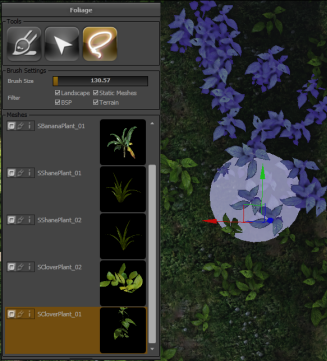 Foliage
Tools
Brush Settings
Brush Size 138.57
Filter Landscape Static Meshes
BSP Terrain
Meshes
SBananaPlant_01
SShanePlant_01
SShanePlant_02
SCloverPlant_02
SCloverPlant_01